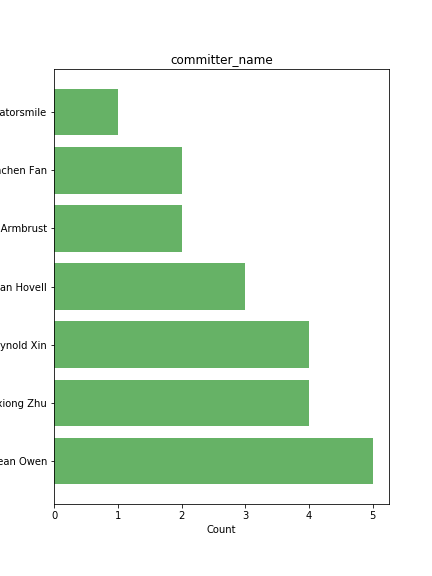 committer_name
atorsmile
chen Fan
Armbrust
an Hovell
ynold Xin
xiong Zhu
ean Owen
0 1 2 3 4 5
Count